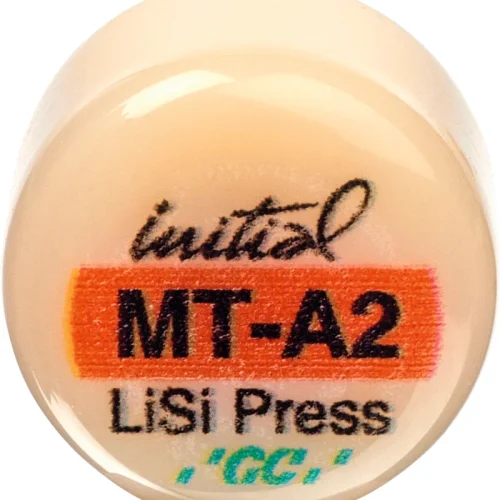 initial
MT-A2
LiSi Press
GC